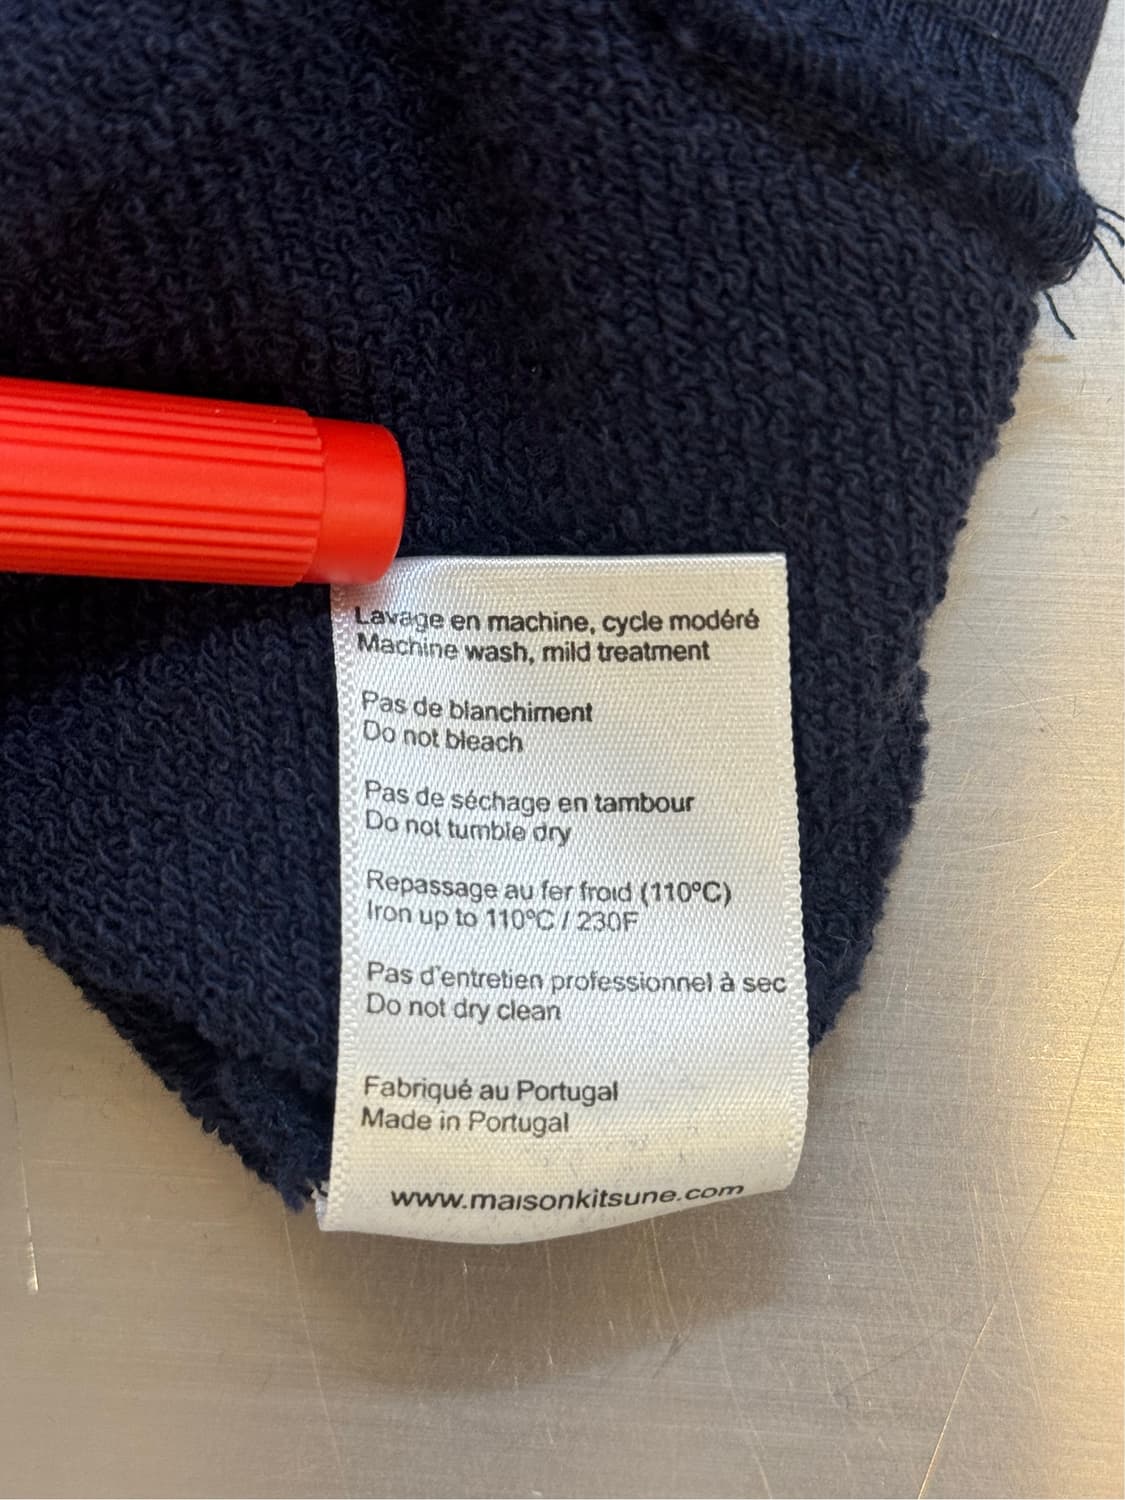 Lavage en machine, cycle modéré
Machine wash, mild treatment
Pas de blanchiment
Do not bleach
Pas de séchage en tambour
Do not tumble dry
Repassage au fer froid (110ºC)
Iron up to 110ºC / 230F
Pas d'entretien professionnel à sec
Do not dry clean
Fabriqué au Portugal
Made in Portugal
www.maisonkitsune.com